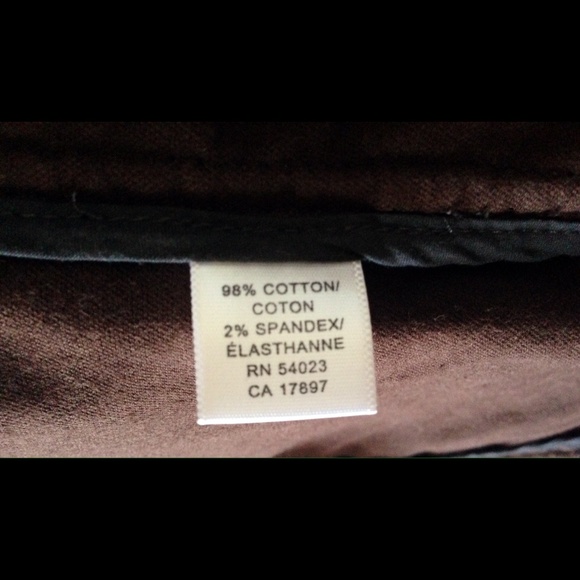 98% COTTON/
COTON
2% SPANDEX/
ÉLASTHANNE
RN 54023
CA 17897